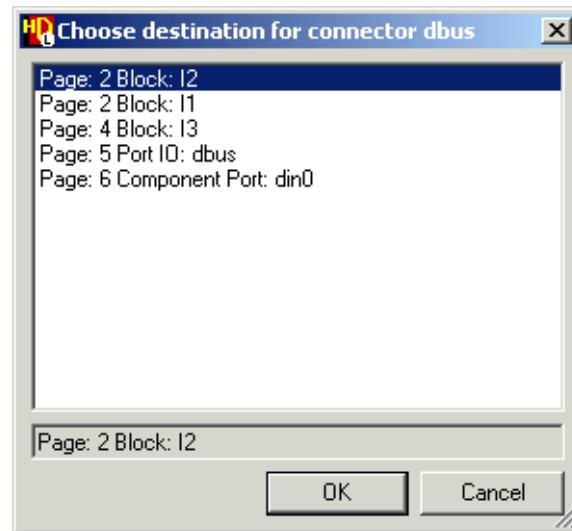 HDL Choose destination for connector dbus
Page: 2 Block: I2
Page: 2 Block: I1
Page: 4 Block: I3
Page: 5 Port IO: dbus
Page: 6 Component Port: din0
Page: 2 Block: I2
OK Cancel